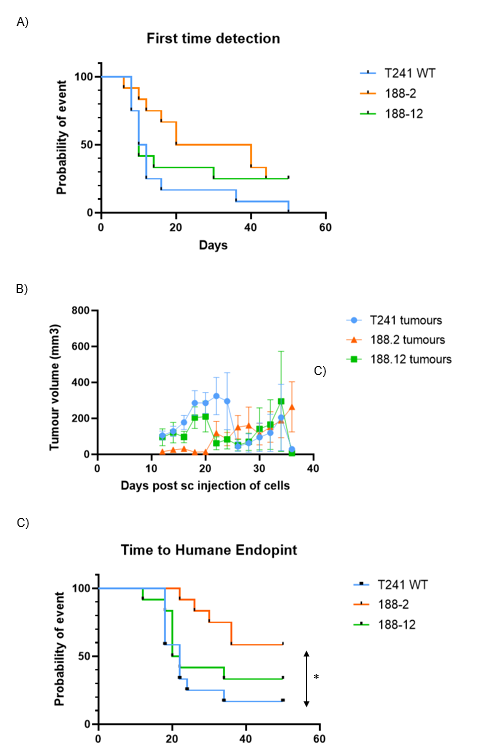 A)
First time detection
Probability of event
100
50
0
0
20
40
60
Days
T241 WT
188-2
188-12
B)
Tumour volume (mm3)
800
600
400
200
0
0
10
20
30
40
Days post sc injection of cells
T241 tumours
188.2 tumours
188.12 tumours
C)
C)
Time to Humane Endopint
Probability of event
100
50
0
0
20
40
60
T241 WT
188-2
188-12
*